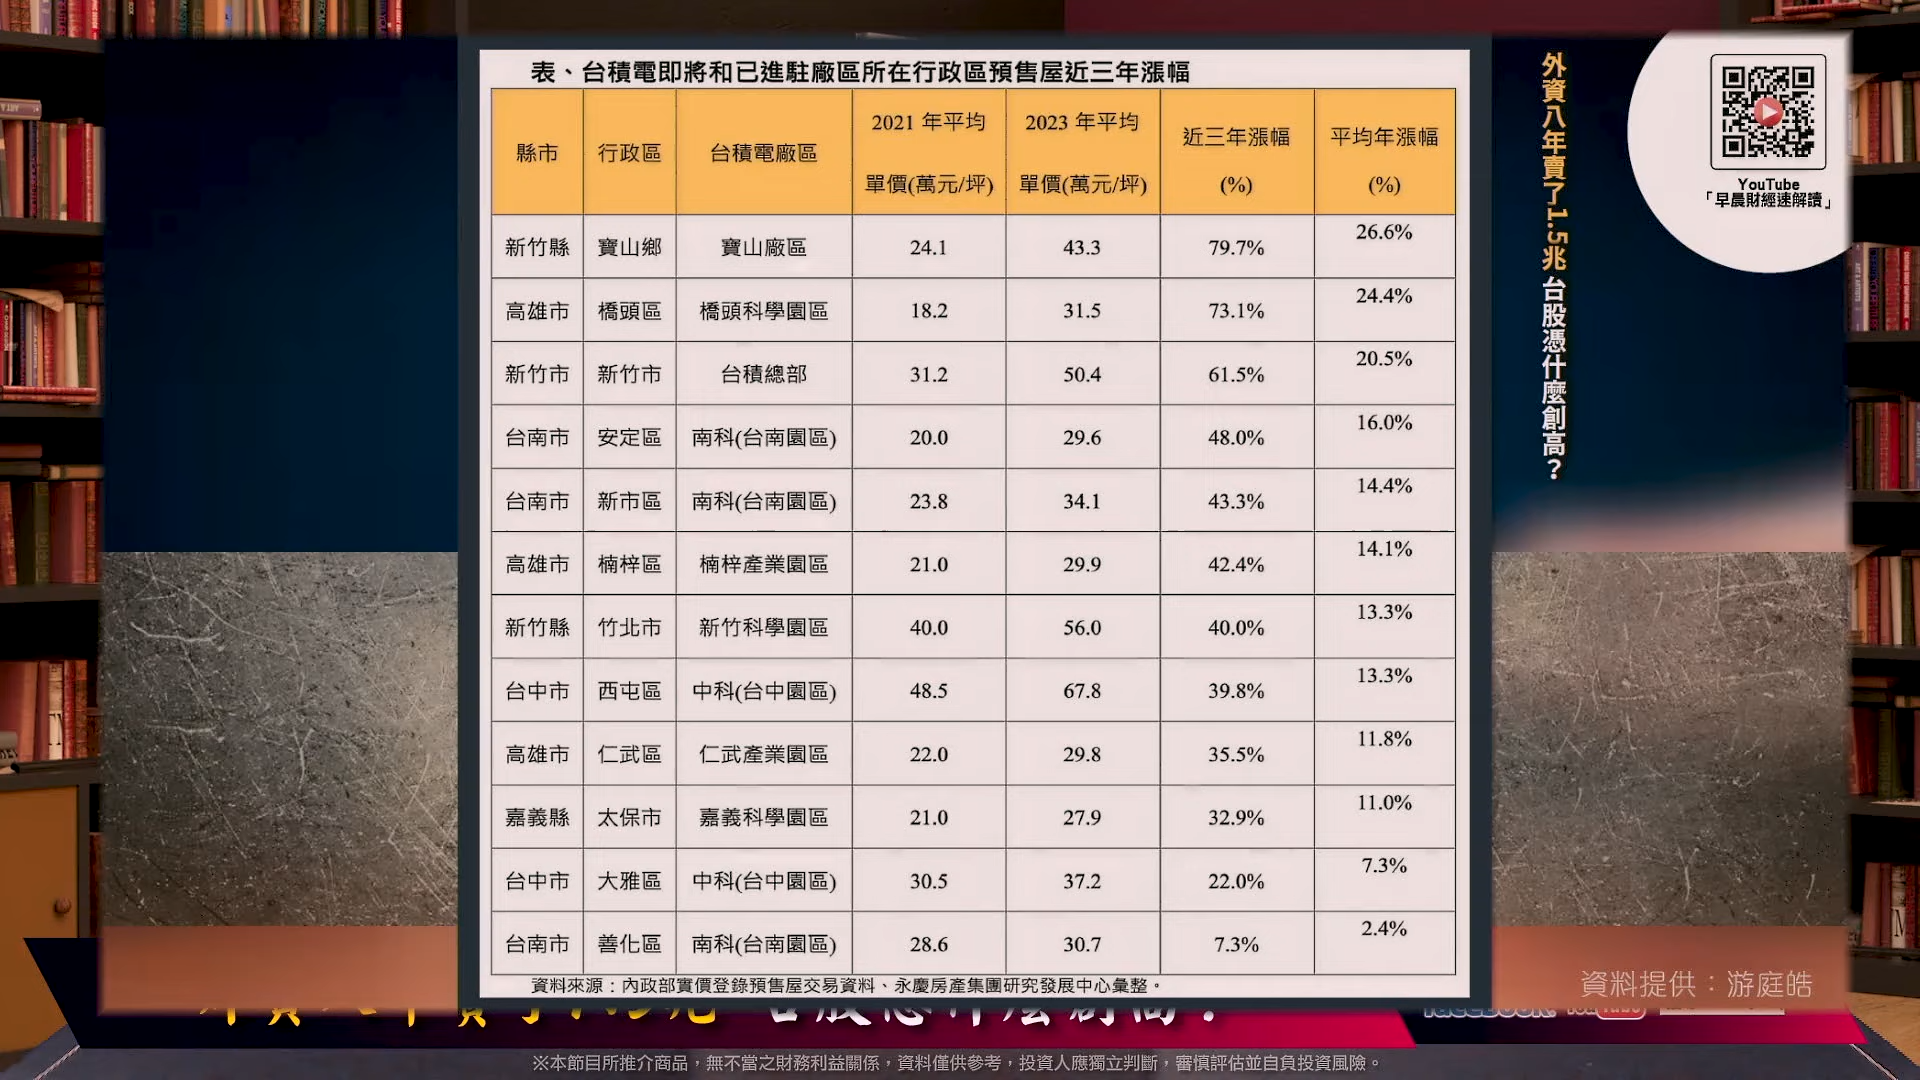 表、台積電即將和已進駐廠區所在行政區預售屋近三年漲幅
縣市 行政區 台積電廠區 2021 年平均單價(萬元/坪) 2023 年平均單價(萬元/坪) 近三年漲幅(%) 平均年漲幅(%)
新竹縣 寶山鄉 寶山廠區 24.1 43.3 79.7% 26.6%
高雄市 橋頭區 橋頭科學園區 18.2 31.5 73.1% 24.4%
新竹市 新竹市 台積總部 31.2 50.4 61.5% 20.5%
台南市 安定區 南科(台南園區) 20.0 29.6 48.0% 16.0%
台南市 新市區 南科(台南園區) 23.8 34.1 43.3% 14.4%
高雄市 楠梓區 楠梓產業園區 21.0 29.9 42.4% 14.1%
新竹縣 竹北市 新竹科學園區 40.0 56.0 40.0% 13.3%
台中市 西屯區 中科(台中園區) 48.5 67.8 39.8% 13.3%
高雄市 仁武區 仁武產業園區 22.0 29.8 35.5% 11.8%
嘉義縣 太保市 嘉義科學園區 21.0 27.9 32.9% 11.0%
台中市 大雅區 中科(台中園區) 30.5 37.2 22.0% 7.3%
台南市 善化區 南科(台南園區) 28.6 30.7 7.3% 2.4%
資料來源：內政部實價登錄預售屋交易資料、永慶房產集團研究發展中心彙整。
外資八年賣了1.5兆 台股憑什麼創高？
YouTube
「早晨財經速解讀」
資料提供：游庭皓
※本節目所推介商品，無不當之財務利益關係，資料僅供參考，投資人應獨立判斷，審慎評估並自負投資風險。